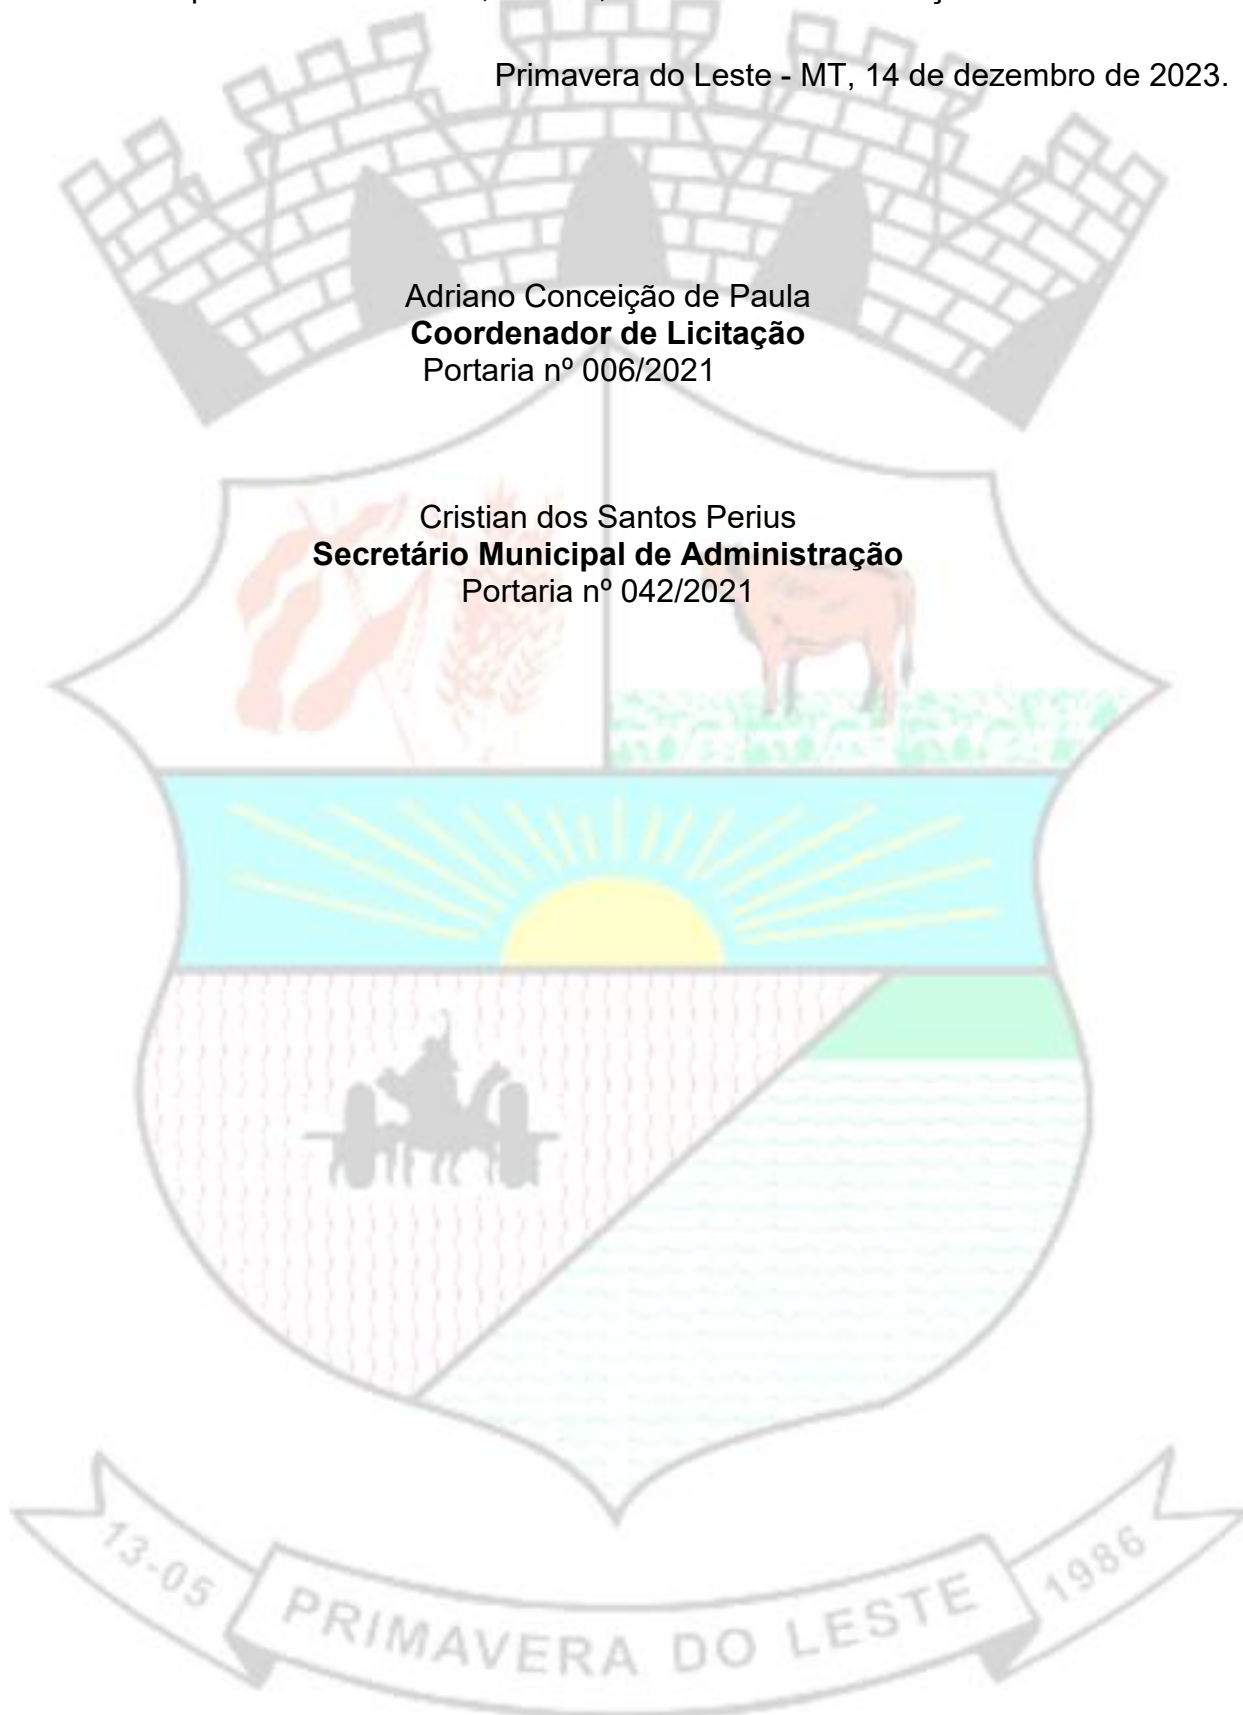 Primavera do Leste - MT, 14 de dezembro de 2023.
Adriano Conceição de Paula
Coordenador de Licitação
Portaria nº 006/2021
Cristian dos Santos Perius
Secretário Municipal de Administração
Portaria nº 042/2021
13-05 PRIMAVERA DO LESTE 1986